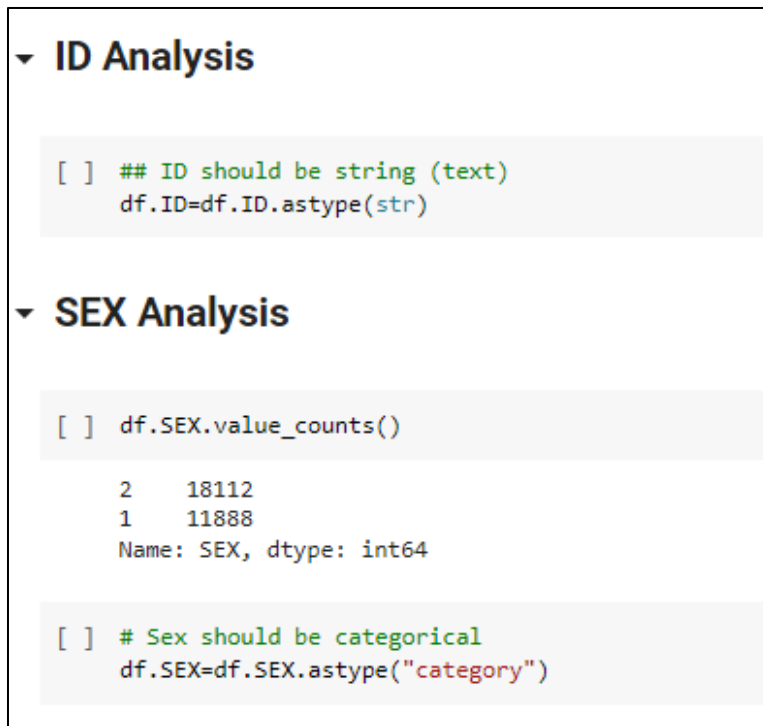 ID Analysis
[ ] ## ID should be string (text)
df.ID=df.ID.astype(str)
SEX Analysis
[ ] df.SEX.value_counts()
2    18112
1    11888
Name: SEX, dtype: int64
[ ] # Sex should be categorical
df.SEX=df.SEX.astype("category")